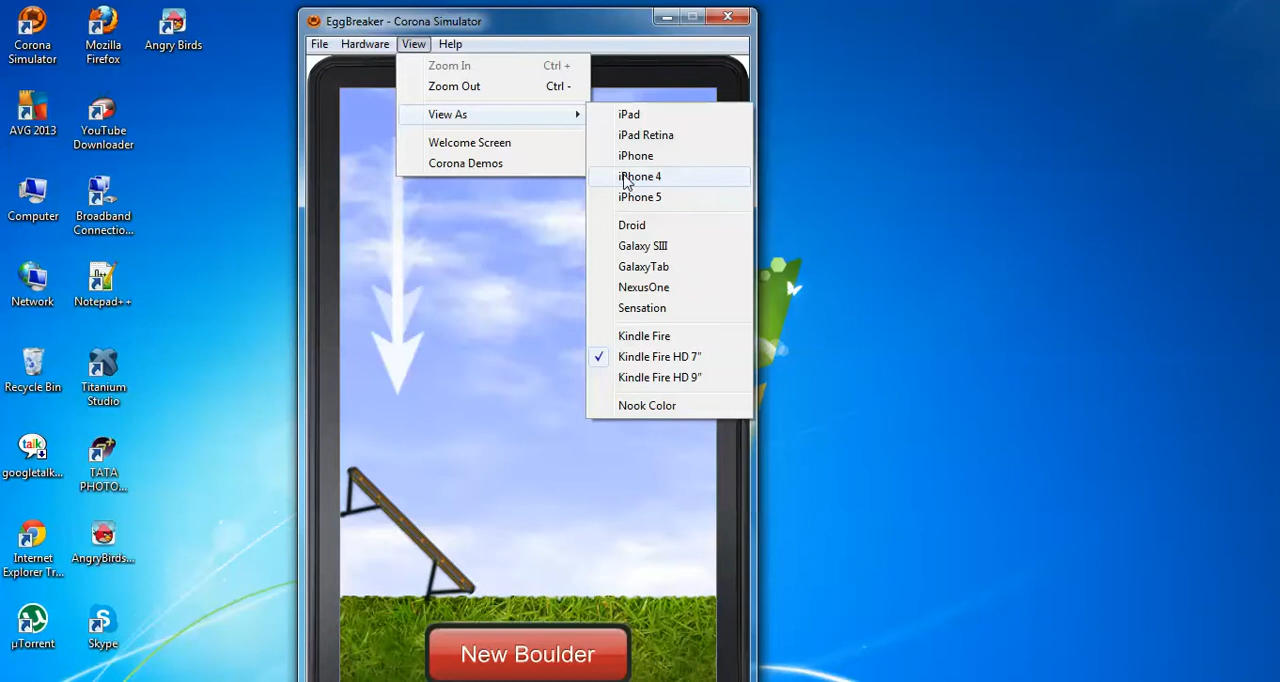 Corona
Simulator
Mozilla
Firefox
Angry Birds
AVG 2013
YouTube
Downloader
Computer
Broadband
Connectio...
Network
Notepad++
Recycle Bin
Titanium
Studio
talk
googletalk...
TATA
PHOTO...
Internet
Explorer Tr...
AngryBirds...
µTorrent
Skype
EggBreaker - Corona Simulator
File Hardware View Help
Zoom In Ctrl +
Zoom Out Ctrl -
View As
Welcome Screen
Corona Demos
iPad
iPad Retina
iPhone
iPhone 4
iPhone 5
Droid
Galaxy SIII
GalaxyTab
NexusOne
Sensation
Kindle Fire
Kindle Fire HD 7"
Kindle Fire HD 9"
Nook Color
New Boulder